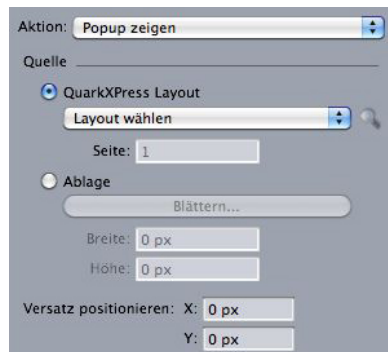 Aktion: Popup zeigen
Quelle
QuarkXPress Layout
Layout wählen
Seite: 1
Ablage
Blättern...
Breite: 0 px
Höhe: 0 px
Versatz positionieren: X: 0 px
Y: 0 px